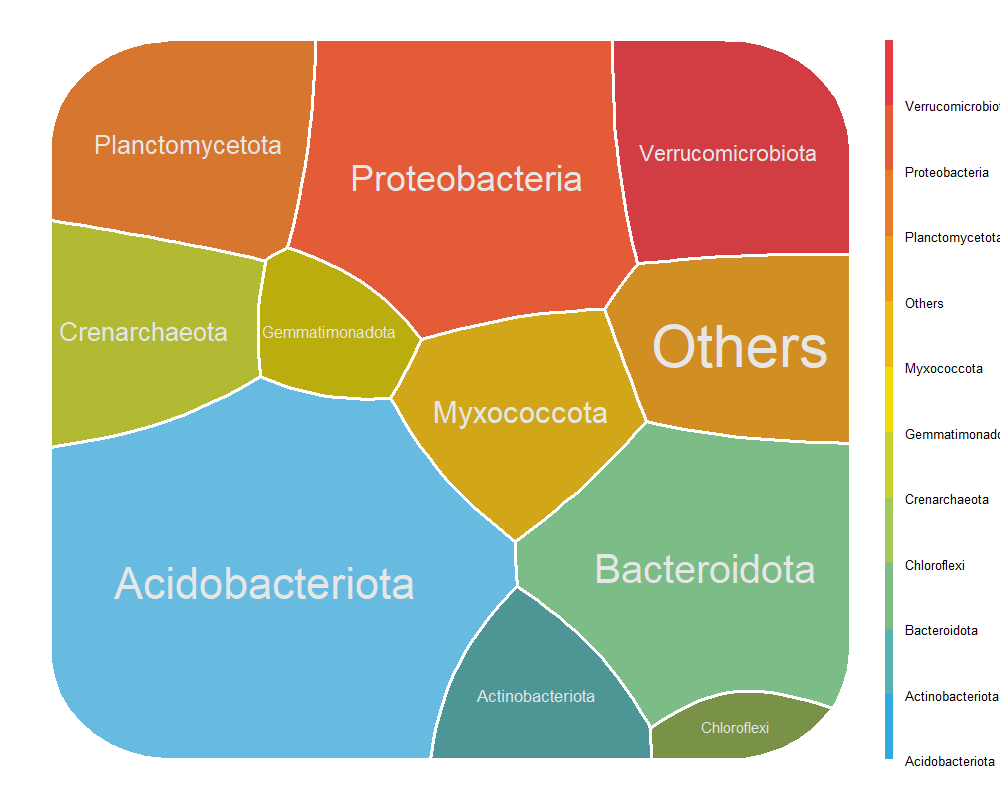 Planctomycetota
Proteobacteria
Verrucomicrobiota
Crenarchaeota
Gemmatimonadota
Others
Myxococcota
Acidobacteriota
Bacteroidota
Actinobacteriota
Chloroflexi
Verrucomicrobiot
Proteobacteria
Planctomycetota
Others
Myxococcota
Gemmatimonado
Crenarchaeota
Chloroflexi
Bacteroidota
Actinobacteriota
Acidobacteriota